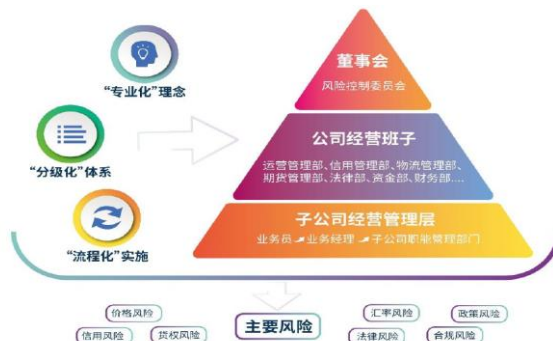 董事会
风险控制委员会
“专业化”理念
公司经营班子
运营管理部、信用管理部、物流管理部、
期货管理部、法律部、资金部、财务部....
“分级化”体系
子公司经营管理层
业务员 业务经理 子公司职能管理部门
“流程化”实施
价格风险
汇率风险
政策风险
主要风险
信用风险
货权风险
法律风险
合规风险